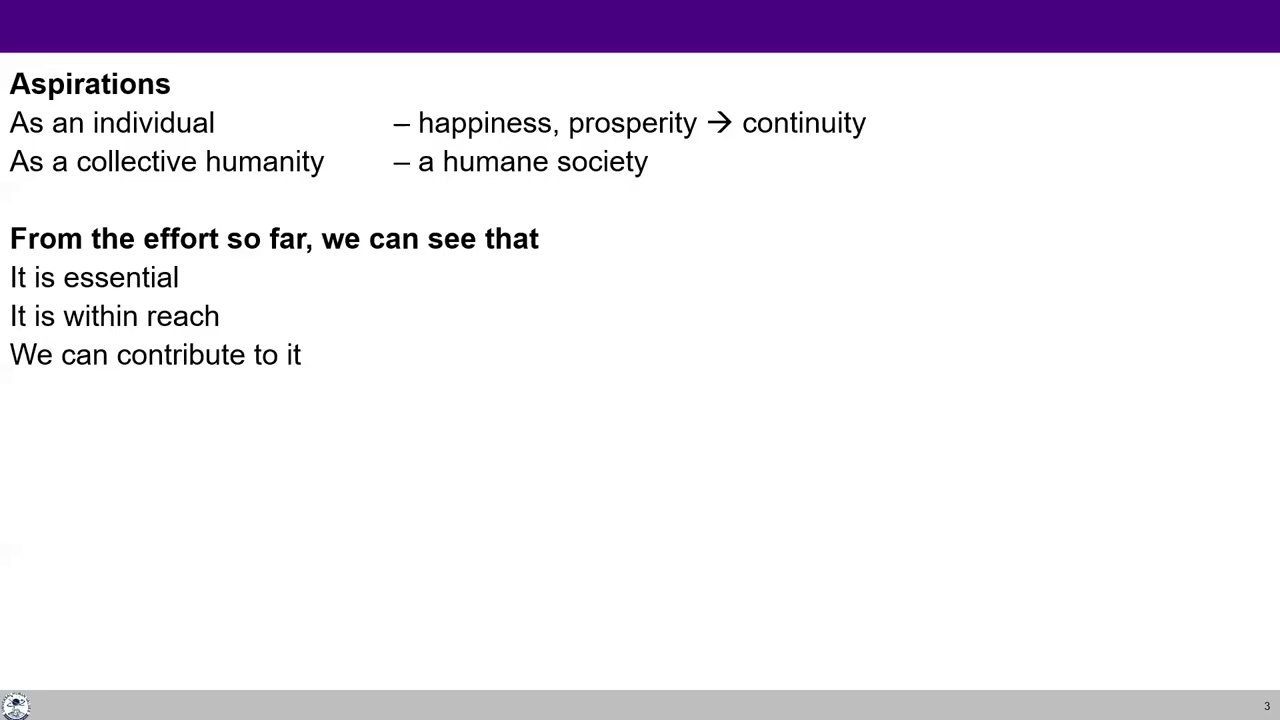 Aspirations
As an individual – happiness, prosperity → continuity
As a collective humanity – a humane society
From the effort so far, we can see that
It is essential
It is within reach
We can contribute to it
3